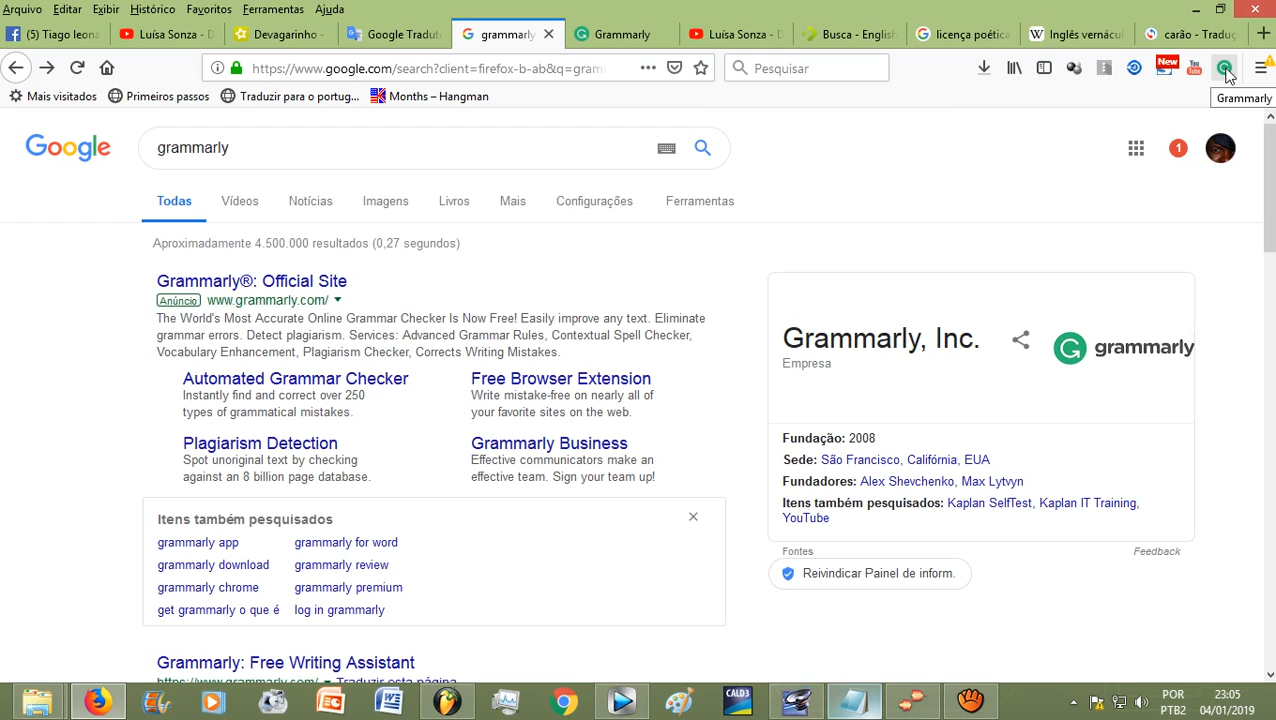 Arquivo Editar Exibir Histórico Favoritos Ferramentas Ajuda
(5) Tiago leona
Luísa Sonza - D
Devagarinho -
Google Tradut
grammarly
Grammarly
Luísa Sonza - D
Busca - English
licença poética
Inglês vernácul
carão - Traduç
https://www.google.com/search?client=firefox-b-ab&q=gramm
Pesquisar
New
You
Tube
Mais visitados Primeiros passos Traduzir para o portug... Months – Hangman
Grammarly
Google
grammarly
1
Todas Vídeos Notícias Imagens Livros Mais Configurações Ferramentas
Aproximadamente 4.500.000 resultados (0,27 segundos)
Grammarly®: Official Site
Anúncio www.grammarly.com/
The World's Most Accurate Online Grammar Checker Is Now Free! Easily improve any text. Eliminate
grammar errors. Detect plagiarism. Services: Advanced Grammar Rules, Contextual Spell Checker,
Vocabulary Enhancement, Plagiarism Checker, Corrects Writing Mistakes.
Automated Grammar Checker
Instantly find and correct over 250
types of grammatical mistakes.
Free Browser Extension
Write mistake-free on nearly all of
your favorite sites on the web.
Plagiarism Detection
Spot unoriginal text by checking
against an 8 billion page database.
Grammarly Business
Effective communicators make an
effective team. Sign your team up!
Itens também pesquisados
grammarly app
grammarly for word
grammarly download
grammarly review
grammarly chrome
grammarly premium
get grammarly o que é
log in grammarly
Grammarly: Free Writing Assistant
https://www.grammarly.com/ Traduzir esta página
Grammarly, Inc.
Empresa
G grammarly
Fundação: 2008
Sede: São Francisco, Califórnia, EUA
Fundadores: Alex Shevchenko, Max Lytvyn
Itens também pesquisados: Kaplan SelfTest, Kaplan IT Training,
YouTube
Fontes
Feedback
Reivindicar Painel de inform.
CALD3
POR
PTB2
23:05
04/01/2019